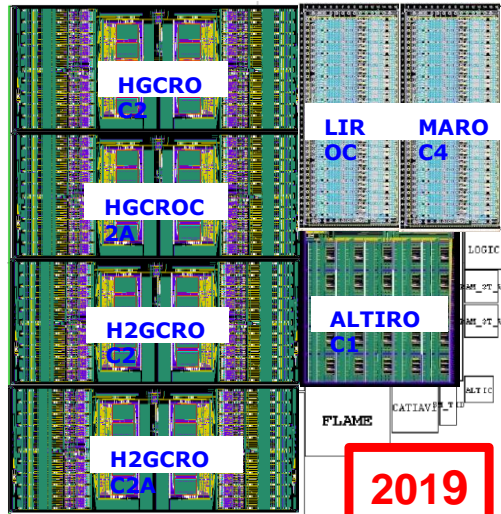 HGCRO
C2
LIR
OC
MARO
C4
HGCROC
2A
LOGIC
H2GCRO
C2
ALTIRO
C1
ALTIC
FLAME
CATIAV
H2GCRO
C2A
2019